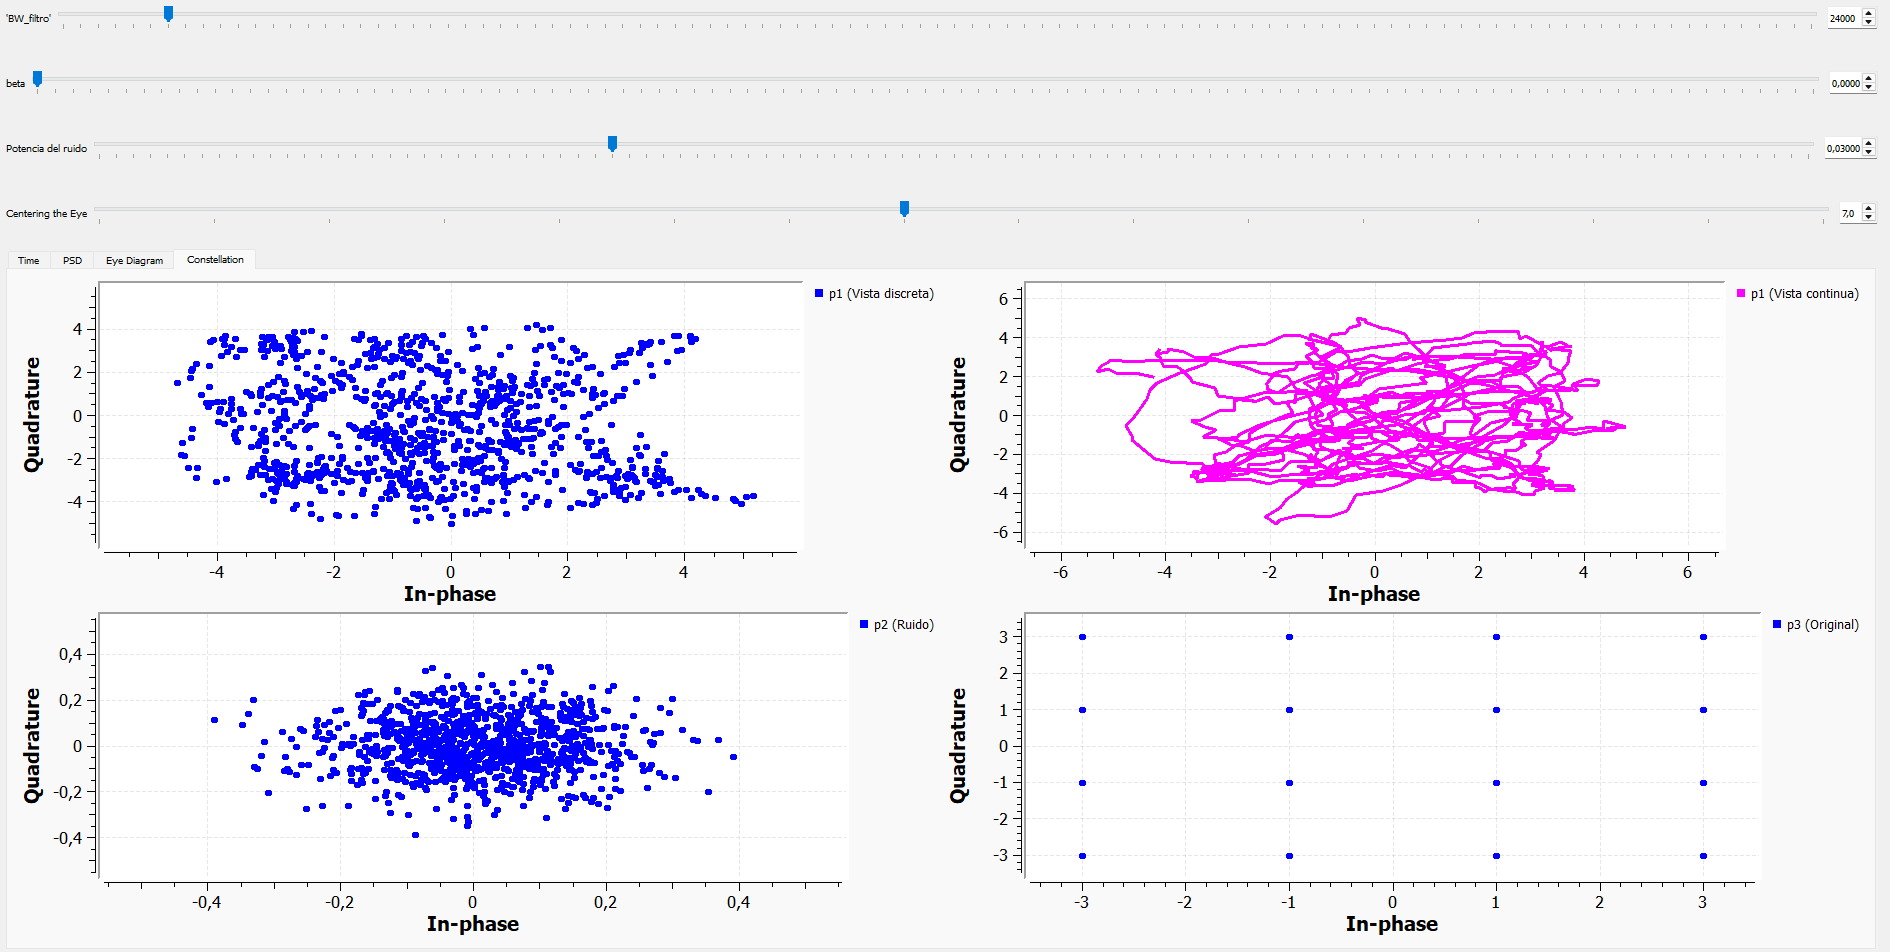 'BW_filtro' 24000
beta 0,0000
Potencia del ruido 0,03000
Centering the Eye 7,0
Time PSD Eye Diagram Constellation
p1 (Vista discreta)
Quadrature
4
2
0
-2
-4
-4 -2 0 2 4
In-phase
p1 (Vista continua)
Quadrature
6
4
2
0
-2
-4
-6
-6 -4 -2 0 2 4 6
In-phase
p2 (Ruido)
Quadrature
0,4
0,2
0
-0,2
-0,4
-0,4 -0,2 0 0,2 0,4
In-phase
p3 (Original)
Quadrature
3
2
1
0
-1
-2
-3
-3 -2 -1 0 1 2 3
In-phase